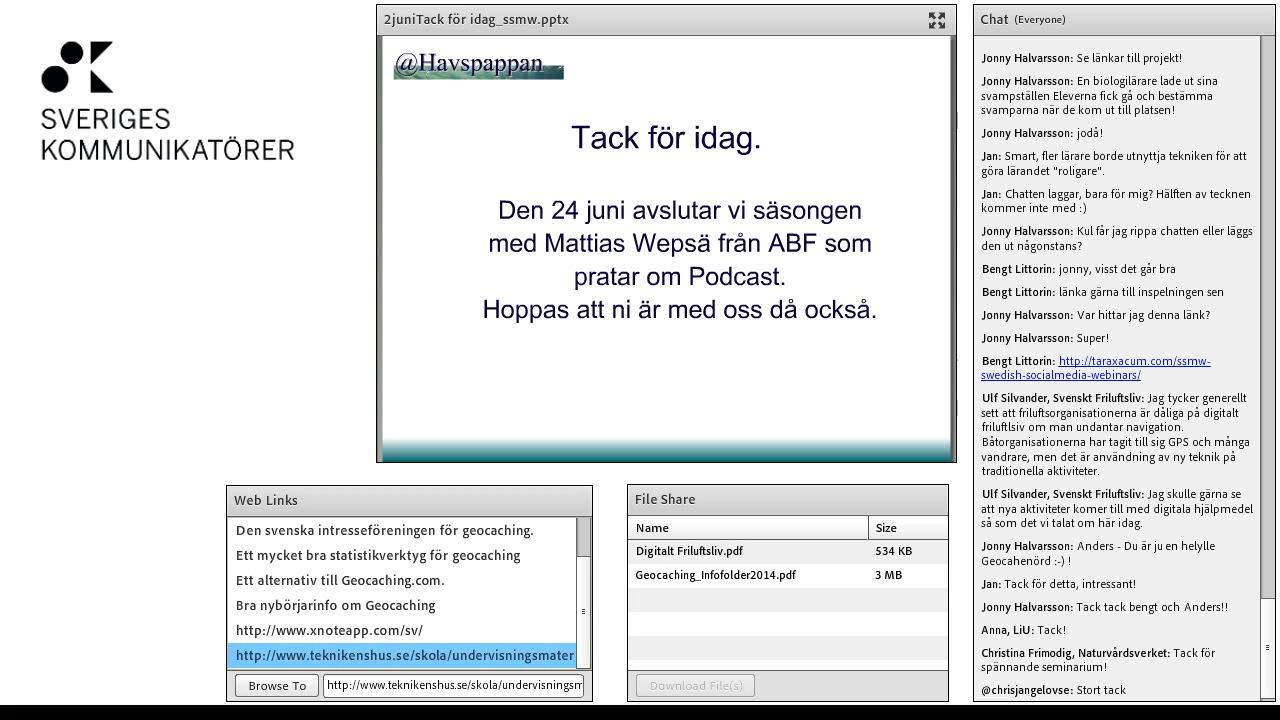 SVERIGES
KOMMUNIKATÖRER
2juniTack för idag_ssmw.pptx
@Havspappan
Tack för idag.
Den 24 juni avslutar vi säsongen
med Mattias Wepsä från ABF som
pratar om Podcast.
Hoppas att ni är med oss då också.
Web Links
Den svenska intresseföreningen för geocaching.
Ett mycket bra statistikverktyg för geocaching
Ett alternativ till Geocaching.com.
Bra nybörjarinfo om Geocaching
http://www.xnoteapp.com/sv/
http://www.teknikenshus.se/skola/undervisningsmater
Browse To
http://www.teknikenshus.se/skola/undervisningsm
File Share
Name Size
Digitalt Friluftsliv.pdf 534 KB
Geocaching_Infofolder2014.pdf 3 MB
Download File(s)
Chat (Everyone)
Jonny Halvarsson: Se länkar till projekt!
Jonny Halvarsson: En biologilärare lade ut sina
svampställen Eleverna fick gå och bestämma
svamparna när de kom ut till platsen!
Jonny Halvarsson: jodå!
Jan: Smart, fler lärare borde utnyttja tekniken för att
göra lärandet "roligare".
Jan: Chatten laggar, bara för mig? Hälften av tecknen
kommer inte med :)
Jonny Halvarsson: Kul får jag rippa chatten eller läggs
den ut någonstans?
Bengt Littorin: jonny, visst det går bra
Bengt Littorin: länka gärna till inspelningen sen
Jonny Halvarsson: Var hittar jag denna länk?
Jonny Halvarsson: Super!
Bengt Littorin: http://taraxacum.com/ssmw-
swedish-socialmedia-webinars/
Ulf Silvander, Svenskt Friluftsliv: Jag tycker generellt
sett att friluftsorganisationerna är dåliga på digitalt
friluftlsiv om man undantar navigation.
Båtorganisationerna har tagit till sig GPS och många
vandrare, men det är användning av ny teknik på
traditionella aktiviteter.
Ulf Silvander, Svenskt Friluftsliv: Jag skulle gärna se
att nya aktiviteter komer till med digitala hjälpmedel
så som det vi talat om här idag.
Jonny Halvarsson: Anders - Du är ju en helylle
Geocahenörd :-) !
Jan: Tack för detta, intressant!
Jonny Halvarsson: Tack tack bengt och Anders!!
Anna, LiU: Tack!
Christina Frimodig, Naturvårdsverket: Tack för
spännande seminarium!
@chrisjangelovse: Stort tack